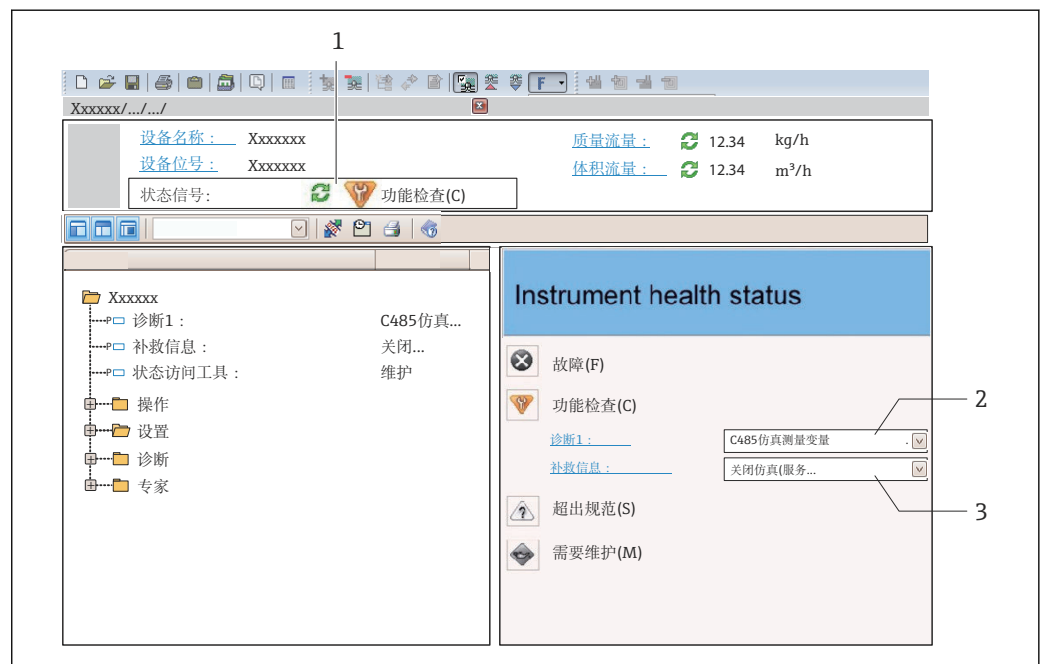 1
F
Xxxxxx/.../.../
设备名称： Xxxxxxx 质量流量： 12.34 kg/h
设备位号： Xxxxxxx 体积流量： 12.34 m³/h
状态信号: 功能检查(C)
Xxxxxx
诊断1： C485仿真...
补救信息： 关闭...
状态访问工具： 维护
操作
设置
诊断
专家
Instrument health status
故障(F)
功能检查(C)
2
诊断1： C485仿真测量变量 .
补救信息： 关闭仿真(服务...
3
超出规范(S)
需要维护(M)